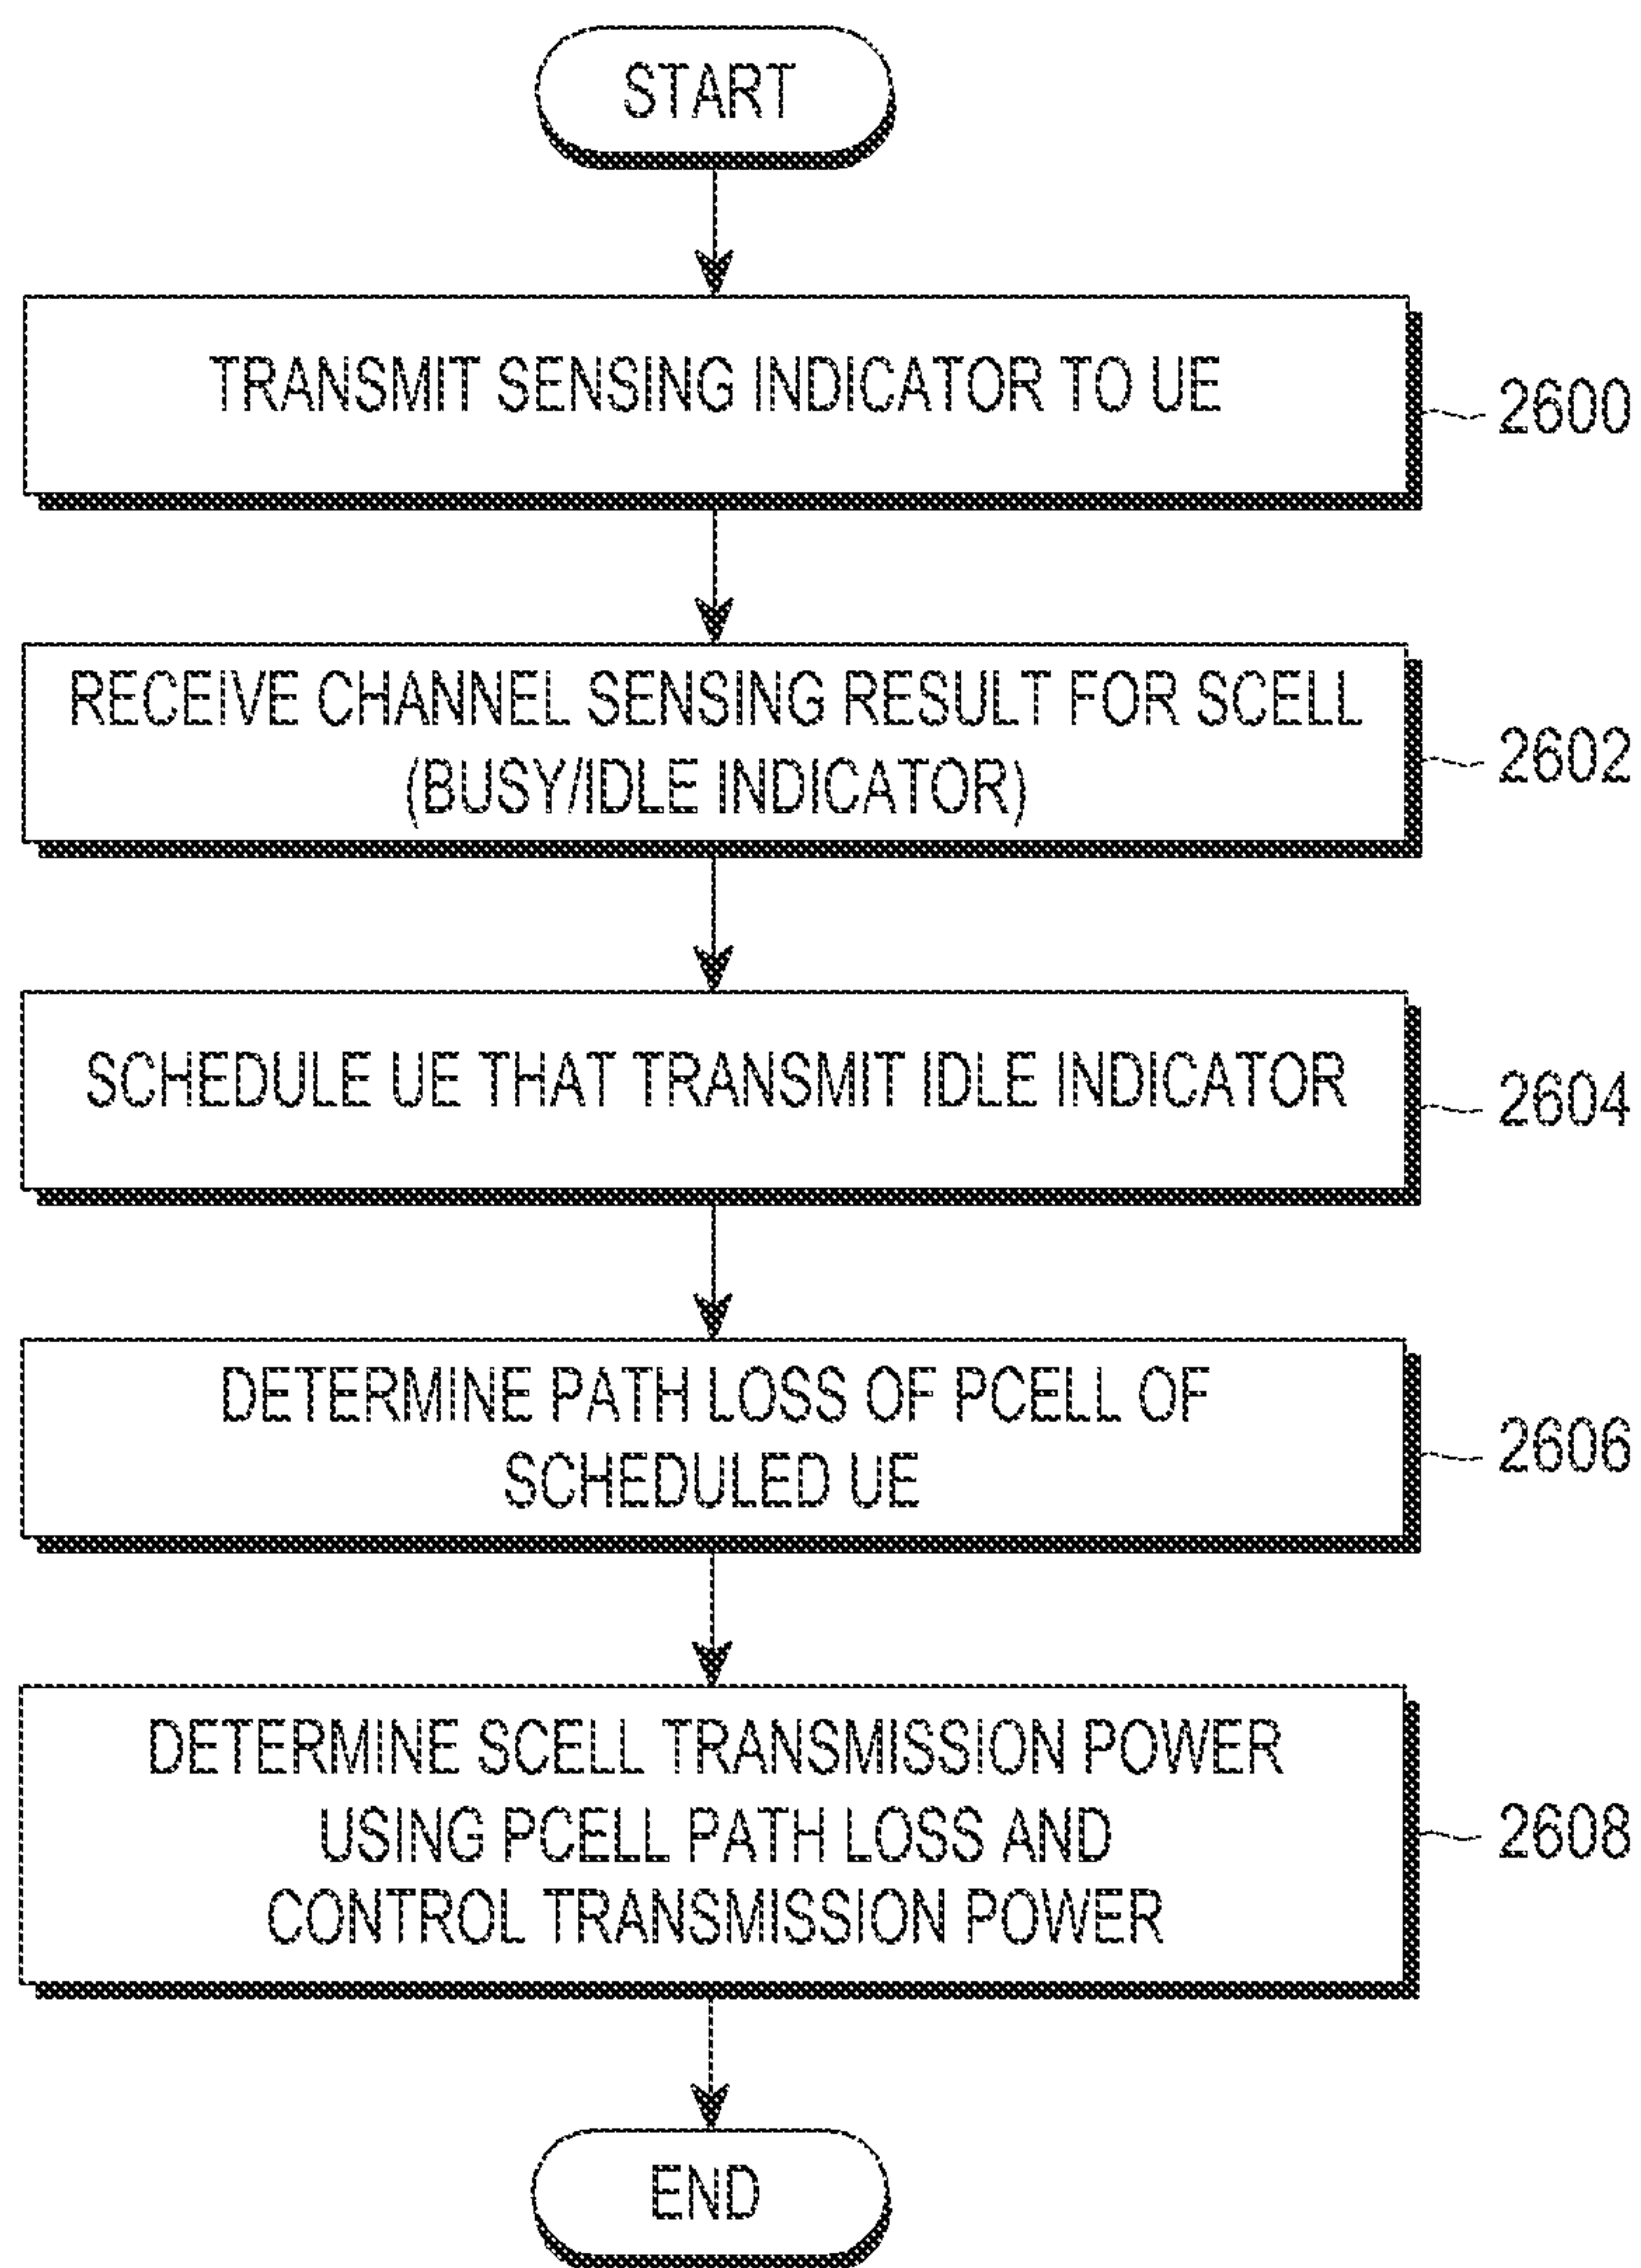 START
TRANSMIT SENSING INDICATOR TO UE
2600
RECEIVE CHANNEL SENSING RESULT FOR SCELL
(BUSY/IDLE INDICATOR)
2602
SCHEDULE UE THAT TRANSMIT IDLE INDICATOR
2604
DETERMINE PATH LOSS OF PCELL OF
SCHEDULED UE
2606
DETERMINE SCELL TRANSMISSION POWER
USING PCELL PATH LOSS AND
CONTROL TRANSMISSION POWER
2608
END